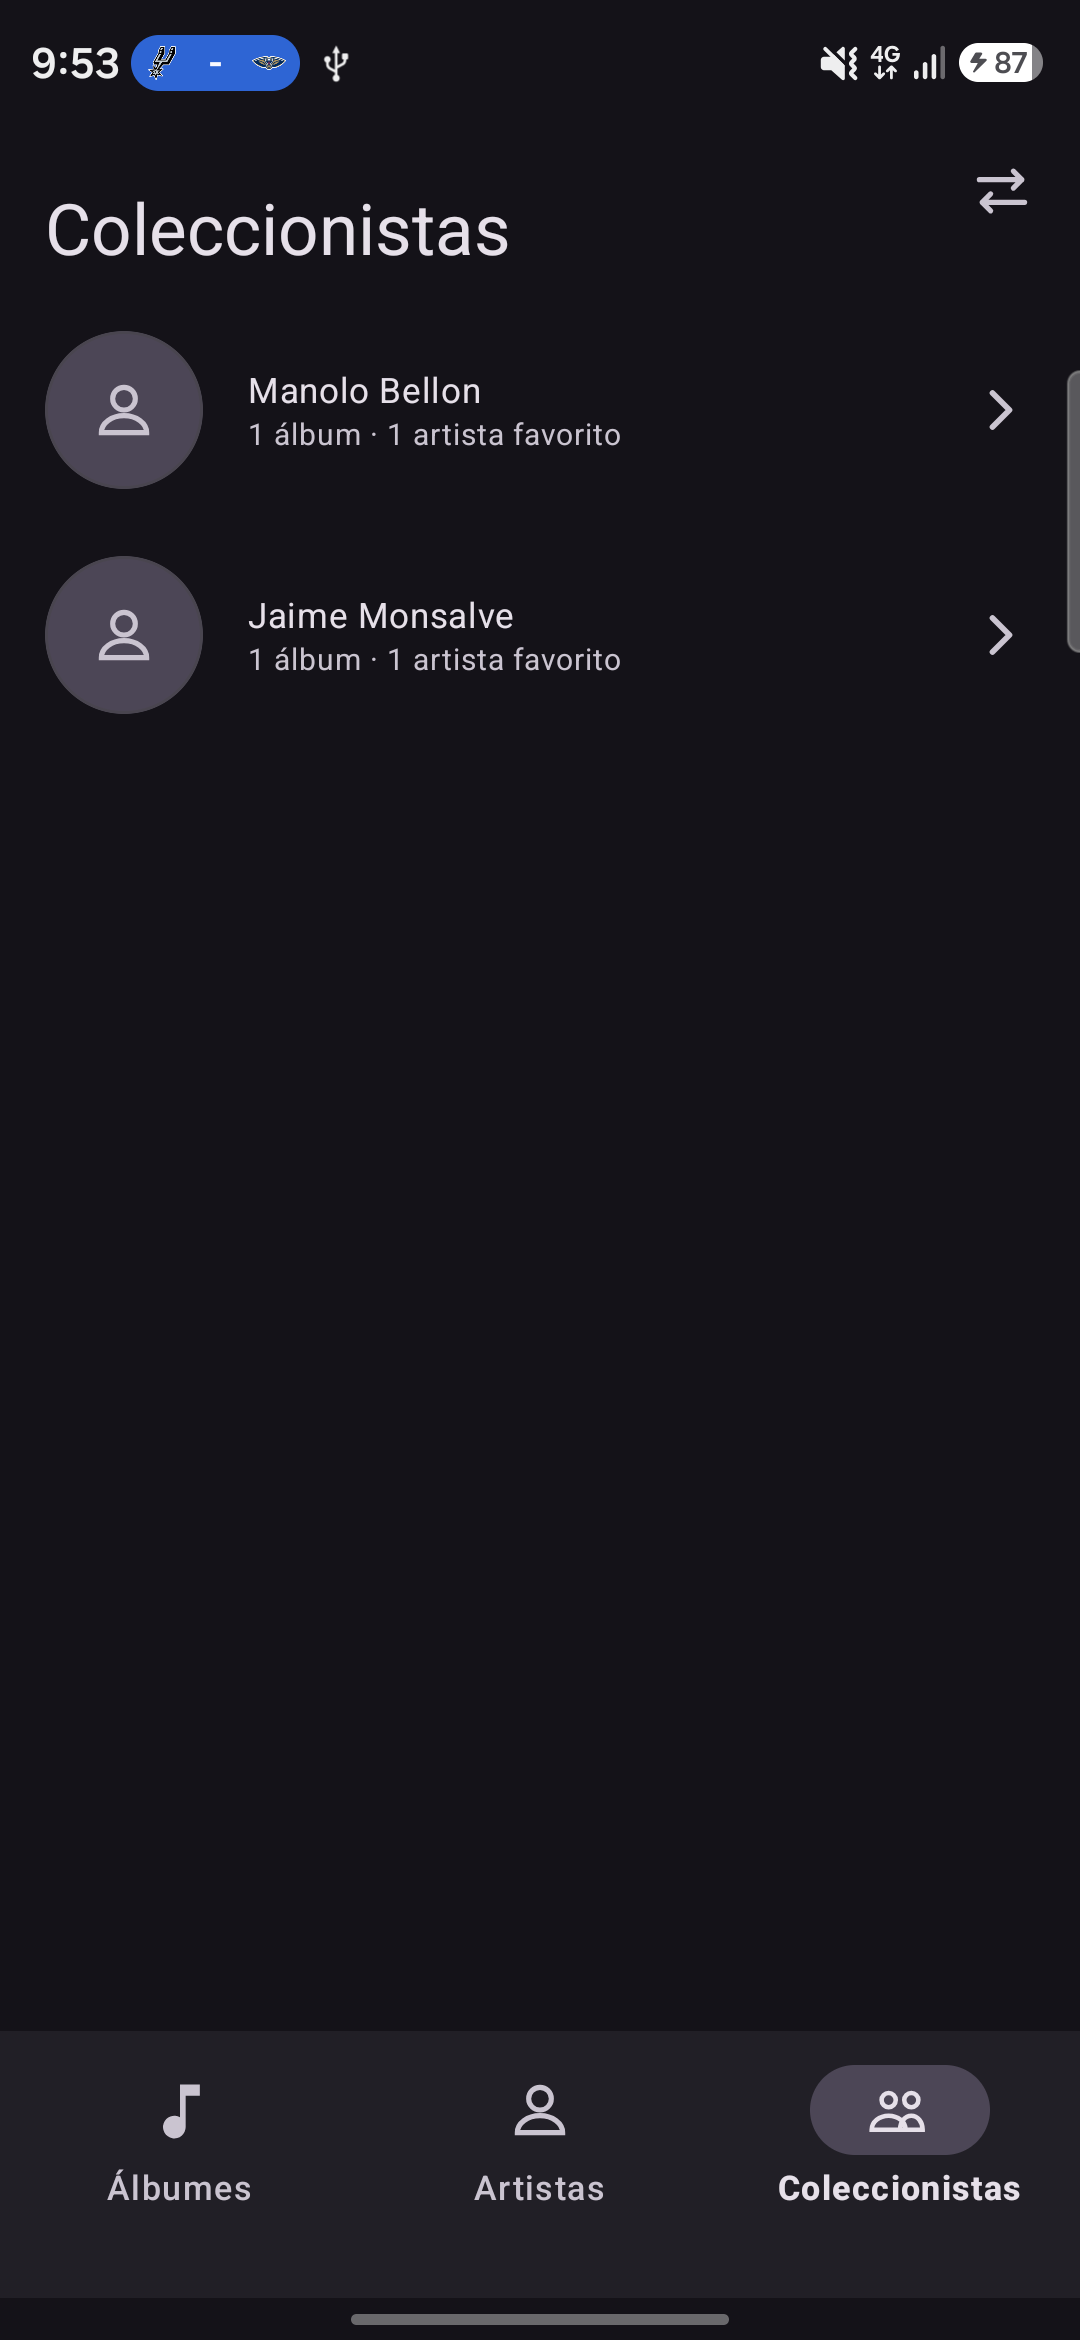 9:53 -
4G
87
Coleccionistas
Manolo Bellon
1 álbum · 1 artista favorito
Jaime Monsalve
1 álbum · 1 artista favorito
Álbumes
Artistas
Coleccionistas